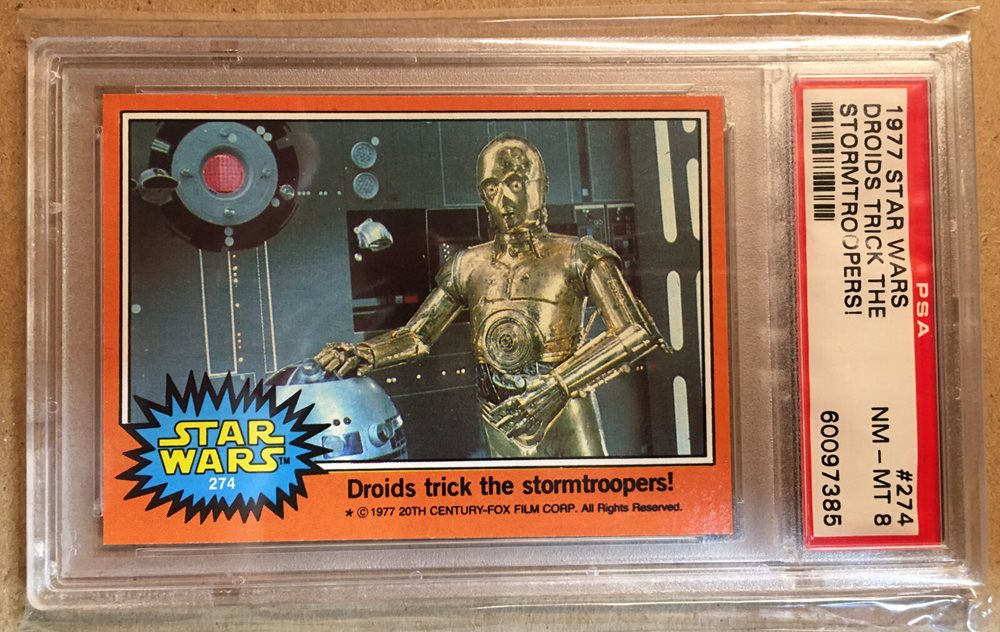 STAR
WARS™
274
Droids trick the stormtroopers!
* © 1977 20TH CENTURY-FOX FILM CORP. All Rights Reserved.
PSA
1977 STAR WARS
DROIDS TRICK THE
STORMTROOPERS!
#274
NM - MT 8
60097385